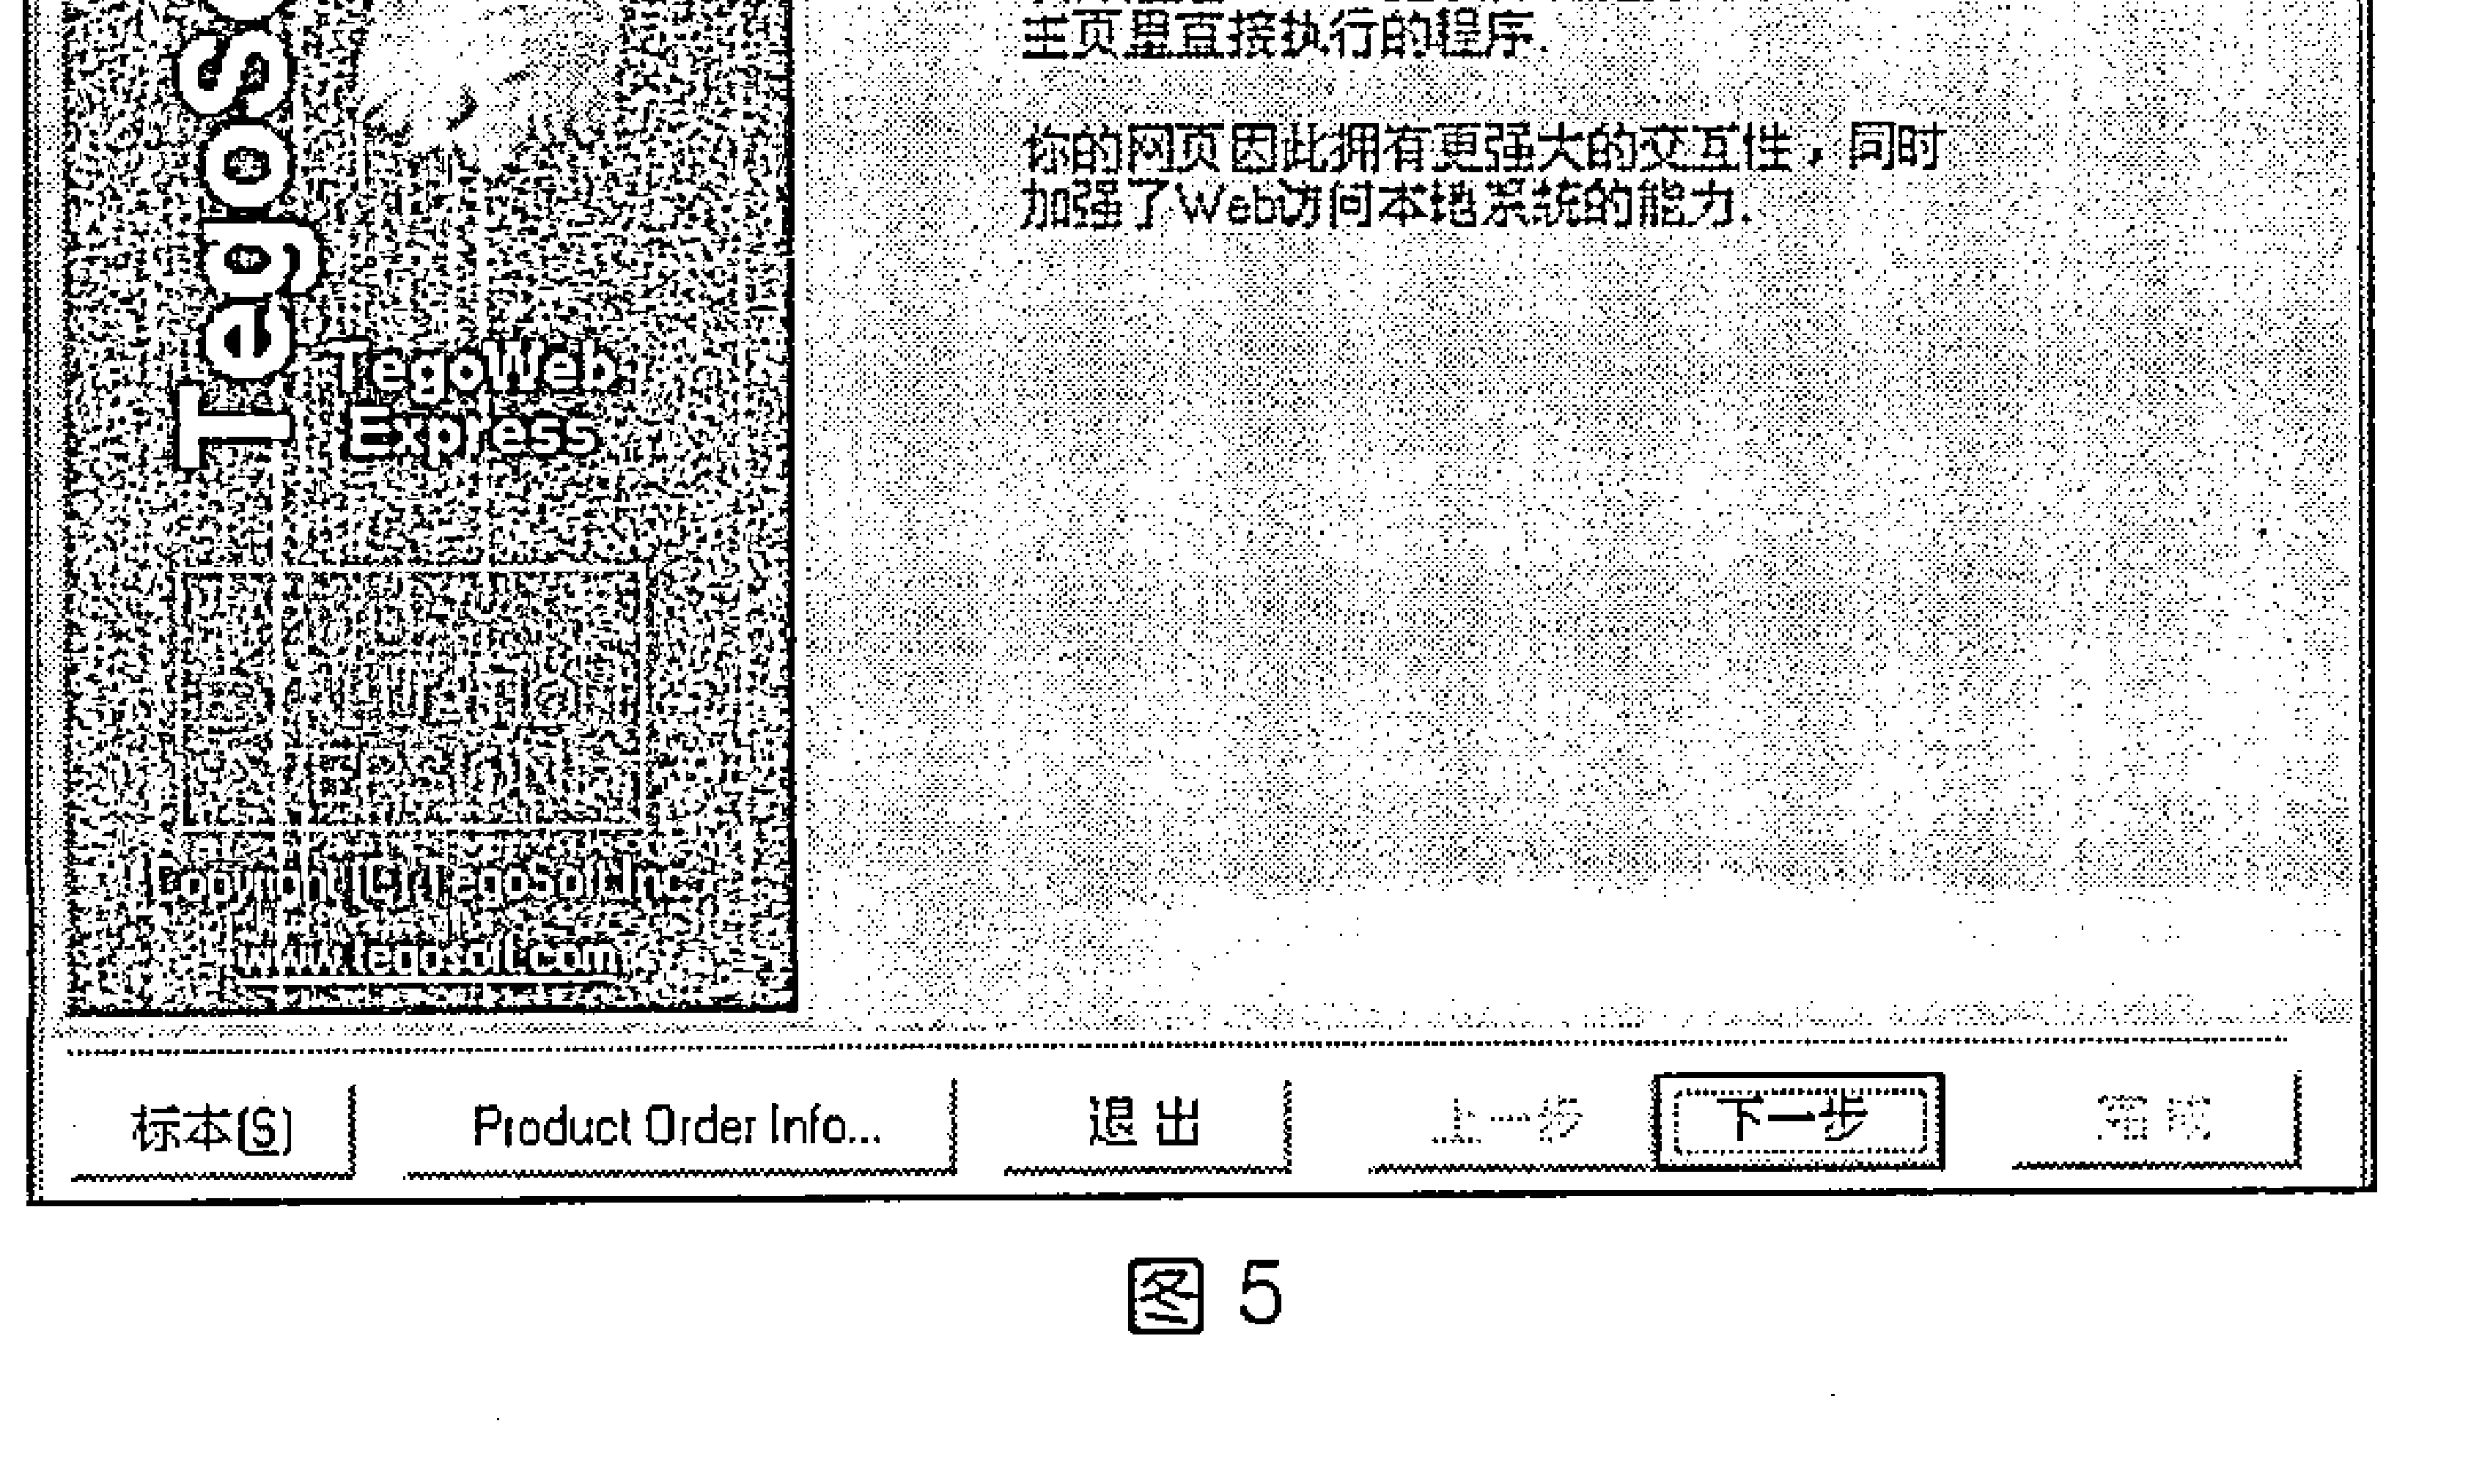 主页里直接执行的程序.
你的网页因此拥有更强大的交互性，同时
加强了Web访问本地系统的能力.
Tegos
TegoWeb
Express
Copyright (C) TegoSoft Inc.
www.tegosoft.com
标本(S)
Product Order Info...
退出
上一步
下一步
完成
图 5